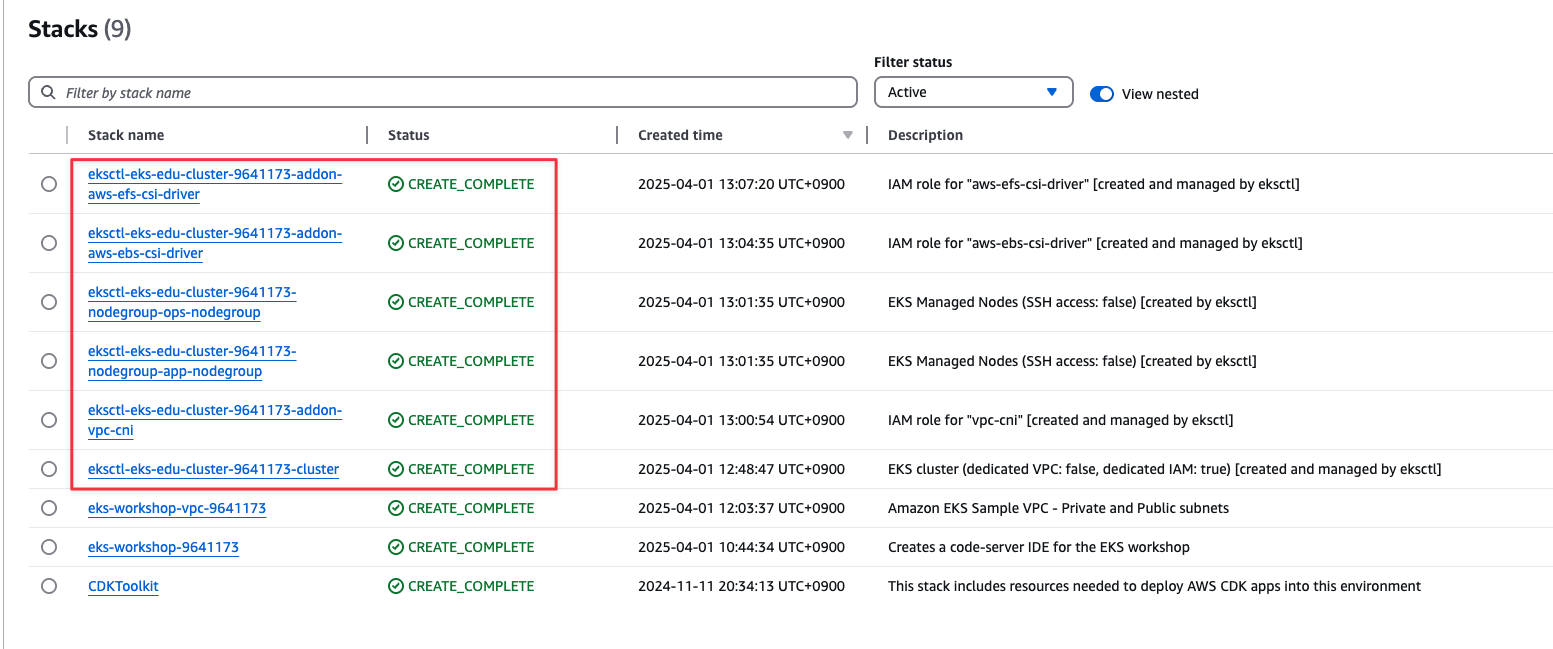 Stacks (9)
Filter status
Filter by stack name
Active
View nested
Stack name
Status
Created time
Description
eksctl-eks-edu-cluster-9641173-addon-
aws-efs-csi-driver
CREATE_COMPLETE
2025-04-01 13:07:20 UTC+0900
IAM role for "aws-efs-csi-driver" [created and managed by eksctl]
eksctl-eks-edu-cluster-9641173-addon-
aws-ebs-csi-driver
CREATE_COMPLETE
2025-04-01 13:04:35 UTC+0900
IAM role for "aws-ebs-csi-driver" [created and managed by eksctl]
eksctl-eks-edu-cluster-9641173-
nodegroup-ops-nodegroup
CREATE_COMPLETE
2025-04-01 13:01:35 UTC+0900
EKS Managed Nodes (SSH access: false) [created by eksctl]
eksctl-eks-edu-cluster-9641173-
nodegroup-app-nodegroup
CREATE_COMPLETE
2025-04-01 13:01:35 UTC+0900
EKS Managed Nodes (SSH access: false) [created by eksctl]
eksctl-eks-edu-cluster-9641173-addon-
vpc-cni
CREATE_COMPLETE
2025-04-01 13:00:54 UTC+0900
IAM role for "vpc-cni" [created and managed by eksctl]
eksctl-eks-edu-cluster-9641173-cluster
CREATE_COMPLETE
2025-04-01 12:48:47 UTC+0900
EKS cluster (dedicated VPC: false, dedicated IAM: true) [created and managed by eksctl]
eks-workshop-vpc-9641173
CREATE_COMPLETE
2025-04-01 12:03:37 UTC+0900
Amazon EKS Sample VPC - Private and Public subnets
eks-workshop-9641173
CREATE_COMPLETE
2025-04-01 10:44:34 UTC+0900
Creates a code-server IDE for the EKS workshop
CDKToolkit
CREATE_COMPLETE
2024-11-11 20:34:13 UTC+0900
This stack includes resources needed to deploy AWS CDK apps into this environment